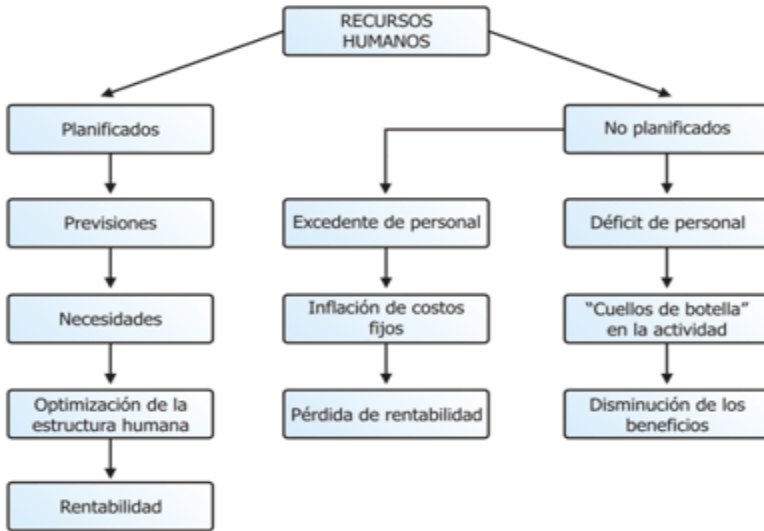 RECURSOS
HUMANOS
Planificados
No planificados
Previsiones
Excedente de personal
Déficit de personal
Necesidades
Inflación de costos
fijos
“Cuellos de botella”
en la actividad
Optimización de la
estructura humana
Pérdida de rentabilidad
Disminución de los
beneficios
Rentabilidad